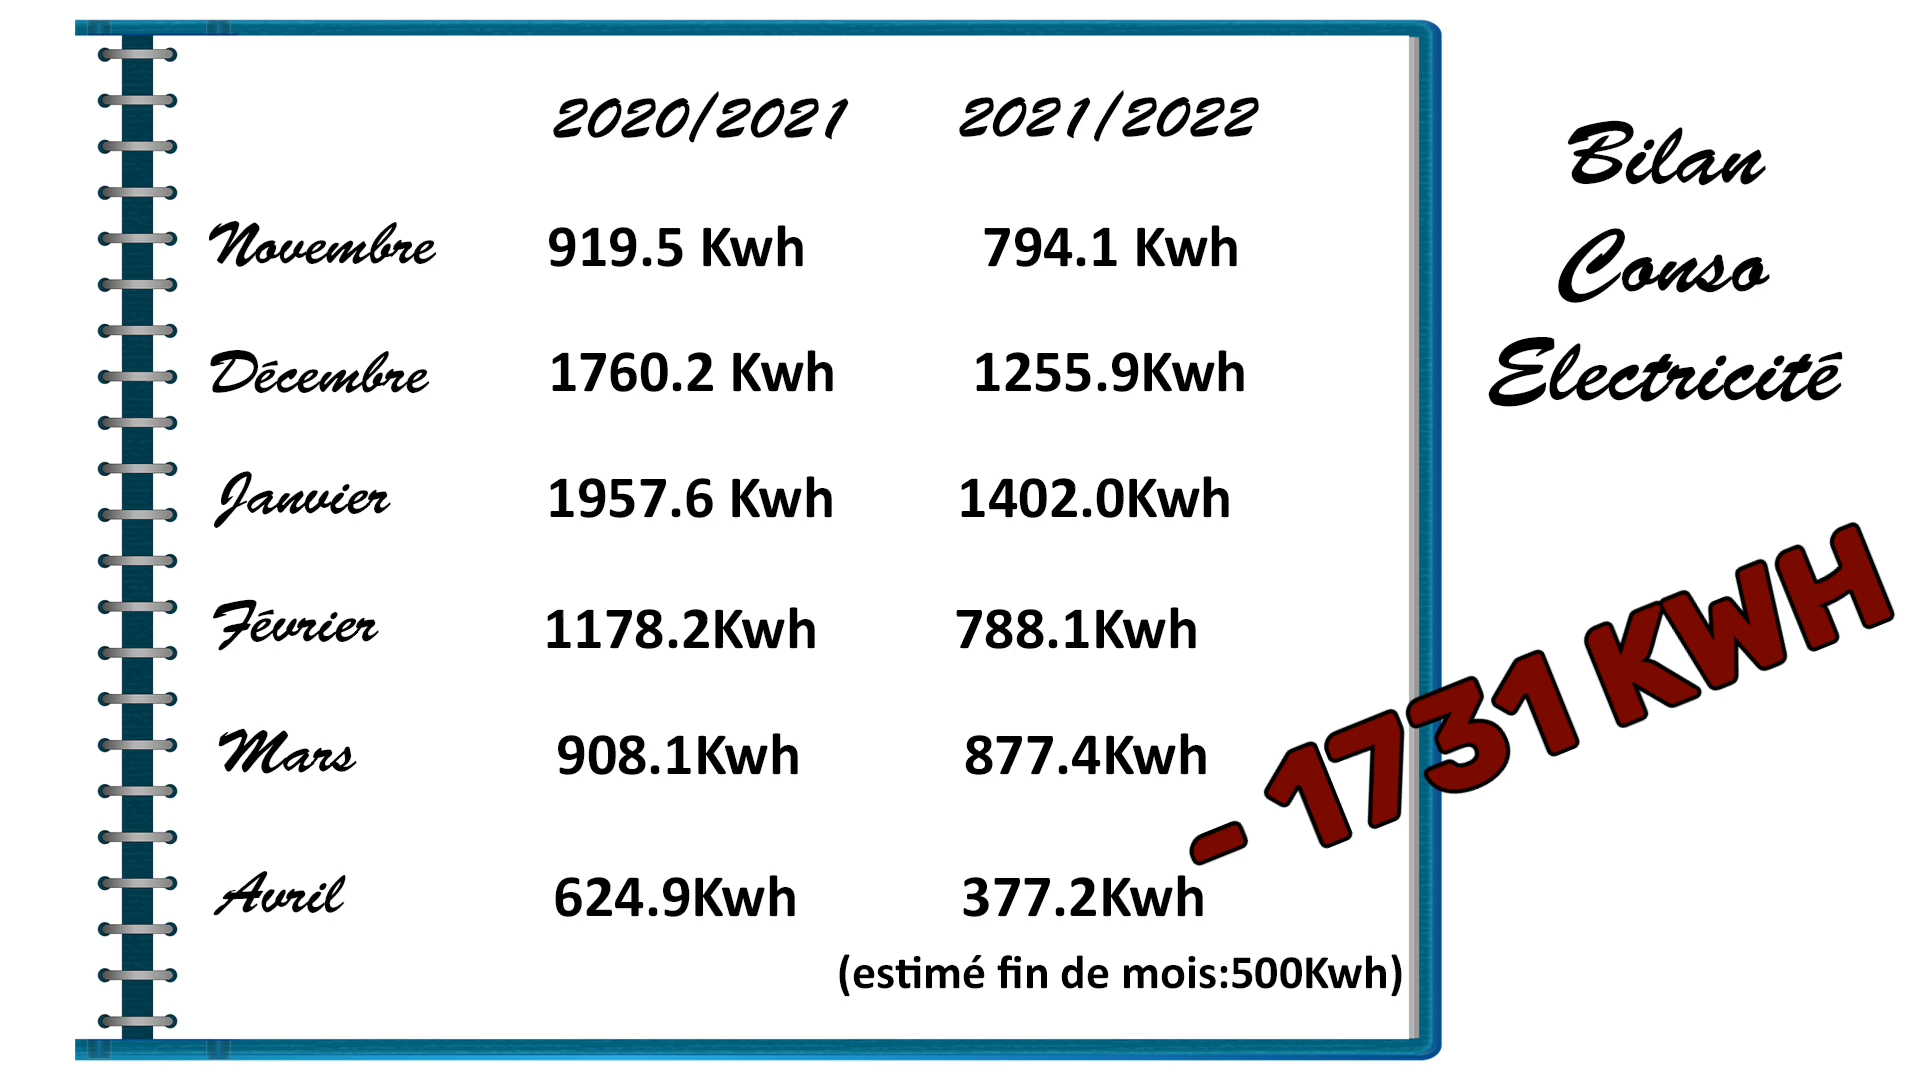 2020/2021 2021/2022
Novembre 919.5 Kwh 794.1 Kwh
Décembre 1760.2 Kwh 1255.9Kwh
Janvier 1957.6 Kwh 1402.0Kwh
Février 1178.2Kwh 788.1Kwh
Mars 908.1Kwh 877.4Kwh
Avril 624.9Kwh 377.2Kwh
(estimé fin de mois:500Kwh)
Bilan
Conso
Electricité
- 1731 KWH